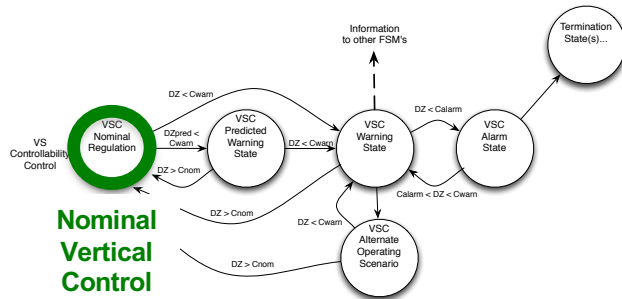 Information
to other FSM's
Termination
State(s)...
DZ < Cwarn
DZ < Calarm
VSC
Nominal
Regulation
DZpred <
Cwarn
VSC
Predicted
Warning
State
DZ < Cwarn
VSC
Warning
State
VSC
Alarm
State
VS
Controllability
Control
DZ > Cnom
Calarm < DZ < Cwarn
DZ > Cnom
DZ < Cwarn
Nominal
Vertical
Control
VSC
Alternate
Operating
Scenario
DZ > Cnom